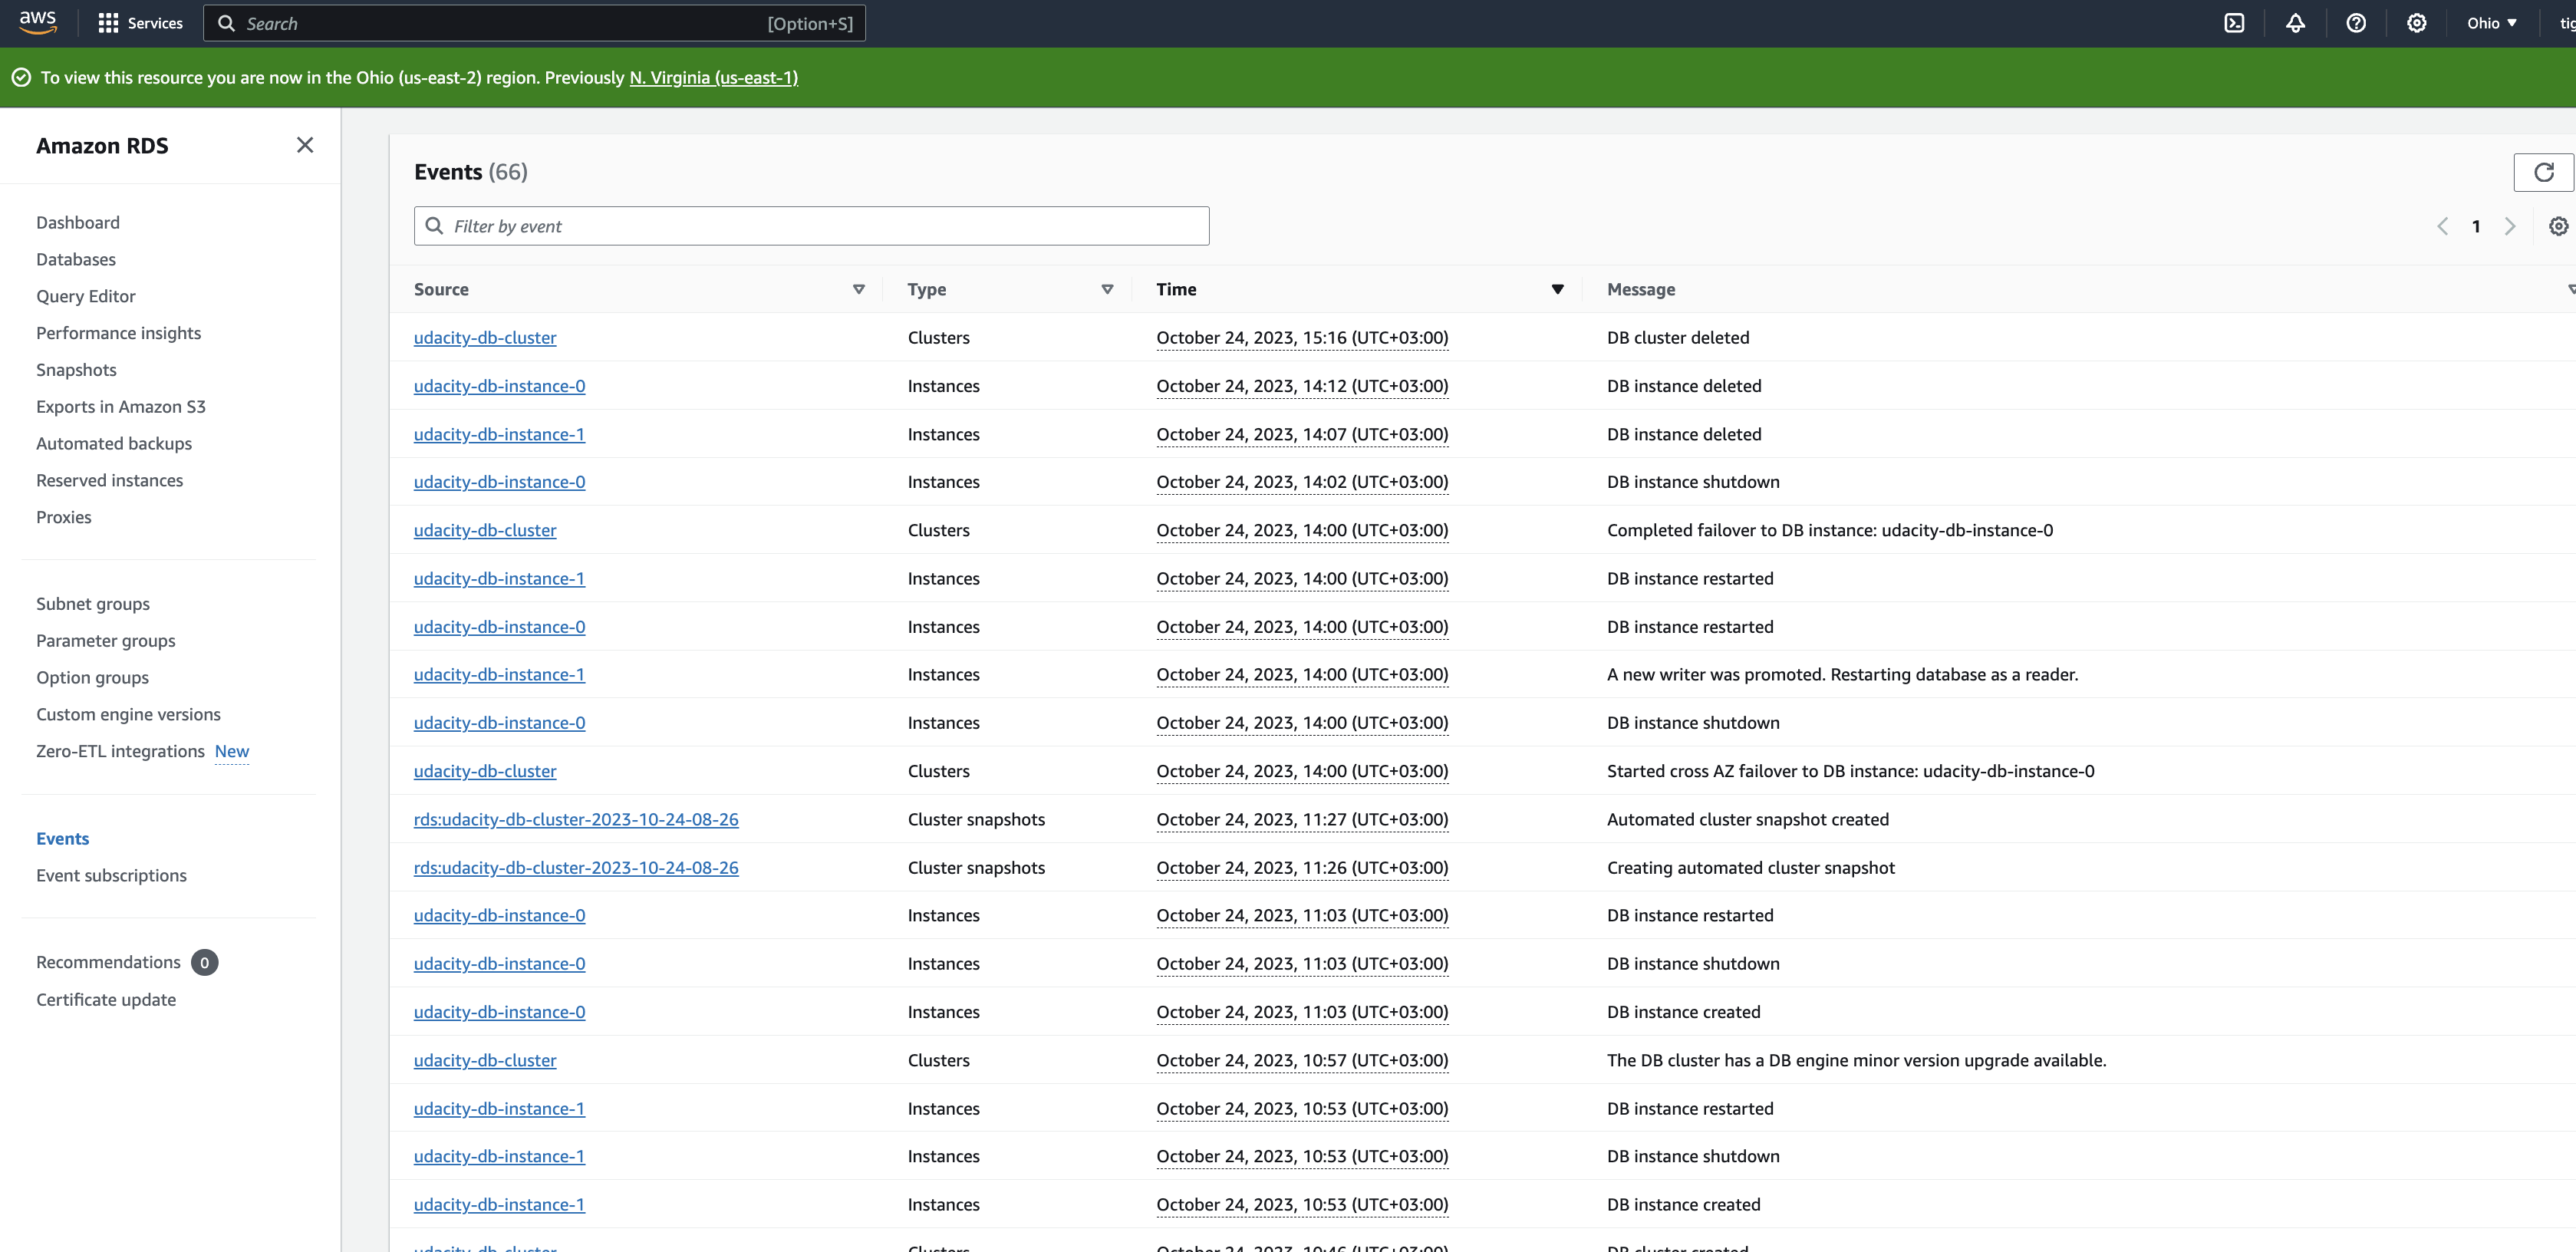 aws Services Search [Option+S] Ohio
To view this resource you are now in the Ohio (us-east-2) region. Previously N. Virginia (us-east-1)
Amazon RDS
Dashboard
Databases
Query Editor
Performance insights
Snapshots
Exports in Amazon S3
Automated backups
Reserved instances
Proxies
Subnet groups
Parameter groups
Option groups
Custom engine versions
Zero-ETL integrations New
Events
Event subscriptions
Recommendations 0
Certificate update
Events (66)
Filter by event
1
Source Type Time Message
udacity-db-cluster Clusters October 24, 2023, 15:16 (UTC+03:00) DB cluster deleted
udacity-db-instance-0 Instances October 24, 2023, 14:12 (UTC+03:00) DB instance deleted
udacity-db-instance-1 Instances October 24, 2023, 14:07 (UTC+03:00) DB instance deleted
udacity-db-instance-0 Instances October 24, 2023, 14:02 (UTC+03:00) DB instance shutdown
udacity-db-cluster Clusters October 24, 2023, 14:00 (UTC+03:00) Completed failover to DB instance: udacity-db-instance-0
udacity-db-instance-1 Instances October 24, 2023, 14:00 (UTC+03:00) DB instance restarted
udacity-db-instance-0 Instances October 24, 2023, 14:00 (UTC+03:00) DB instance restarted
udacity-db-instance-1 Instances October 24, 2023, 14:00 (UTC+03:00) A new writer was promoted. Restarting database as a reader.
udacity-db-instance-0 Instances October 24, 2023, 14:00 (UTC+03:00) DB instance shutdown
udacity-db-cluster Clusters October 24, 2023, 14:00 (UTC+03:00) Started cross AZ failover to DB instance: udacity-db-instance-0
rds:udacity-db-cluster-2023-10-24-08-26 Cluster snapshots October 24, 2023, 11:27 (UTC+03:00) Automated cluster snapshot created
rds:udacity-db-cluster-2023-10-24-08-26 Cluster snapshots October 24, 2023, 11:26 (UTC+03:00) Creating automated cluster snapshot
udacity-db-instance-0 Instances October 24, 2023, 11:03 (UTC+03:00) DB instance restarted
udacity-db-instance-0 Instances October 24, 2023, 11:03 (UTC+03:00) DB instance shutdown
udacity-db-instance-0 Instances October 24, 2023, 11:03 (UTC+03:00) DB instance created
udacity-db-cluster Clusters October 24, 2023, 10:57 (UTC+03:00) The DB cluster has a DB engine minor version upgrade available.
udacity-db-instance-1 Instances October 24, 2023, 10:53 (UTC+03:00) DB instance restarted
udacity-db-instance-1 Instances October 24, 2023, 10:53 (UTC+03:00) DB instance shutdown
udacity-db-instance-1 Instances October 24, 2023, 10:53 (UTC+03:00) DB instance created
udacity-db-cluster Clusters October 24, 2023, 10:46 (UTC+03:00) DB cluster created